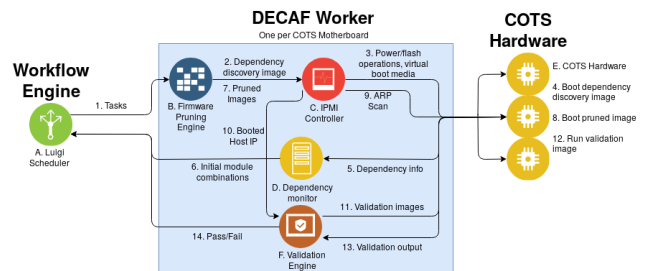 DECAF Worker
One per COTS Motherboard
COTS
Hardware
Workflow
Engine
1. Tasks
A. Luigi
Scheduler
B. Firmware
Pruning
Engine
2. Dependency
discovery image
7. Pruned
Images
C. IPMI
Controller
3. Power/flash
operations, virtual
boot media
9. ARP
Scan
10. Booted
Host IP
6. Initial module
combinations
D. Dependency
monitor
5. Dependency info
11. Validation images
14. Pass/Fail
F. Validation
Engine
13. Validation output
E. COTS Hardware
4. Boot dependency
discovery image
8. Boot pruned image
12. Run validation
image